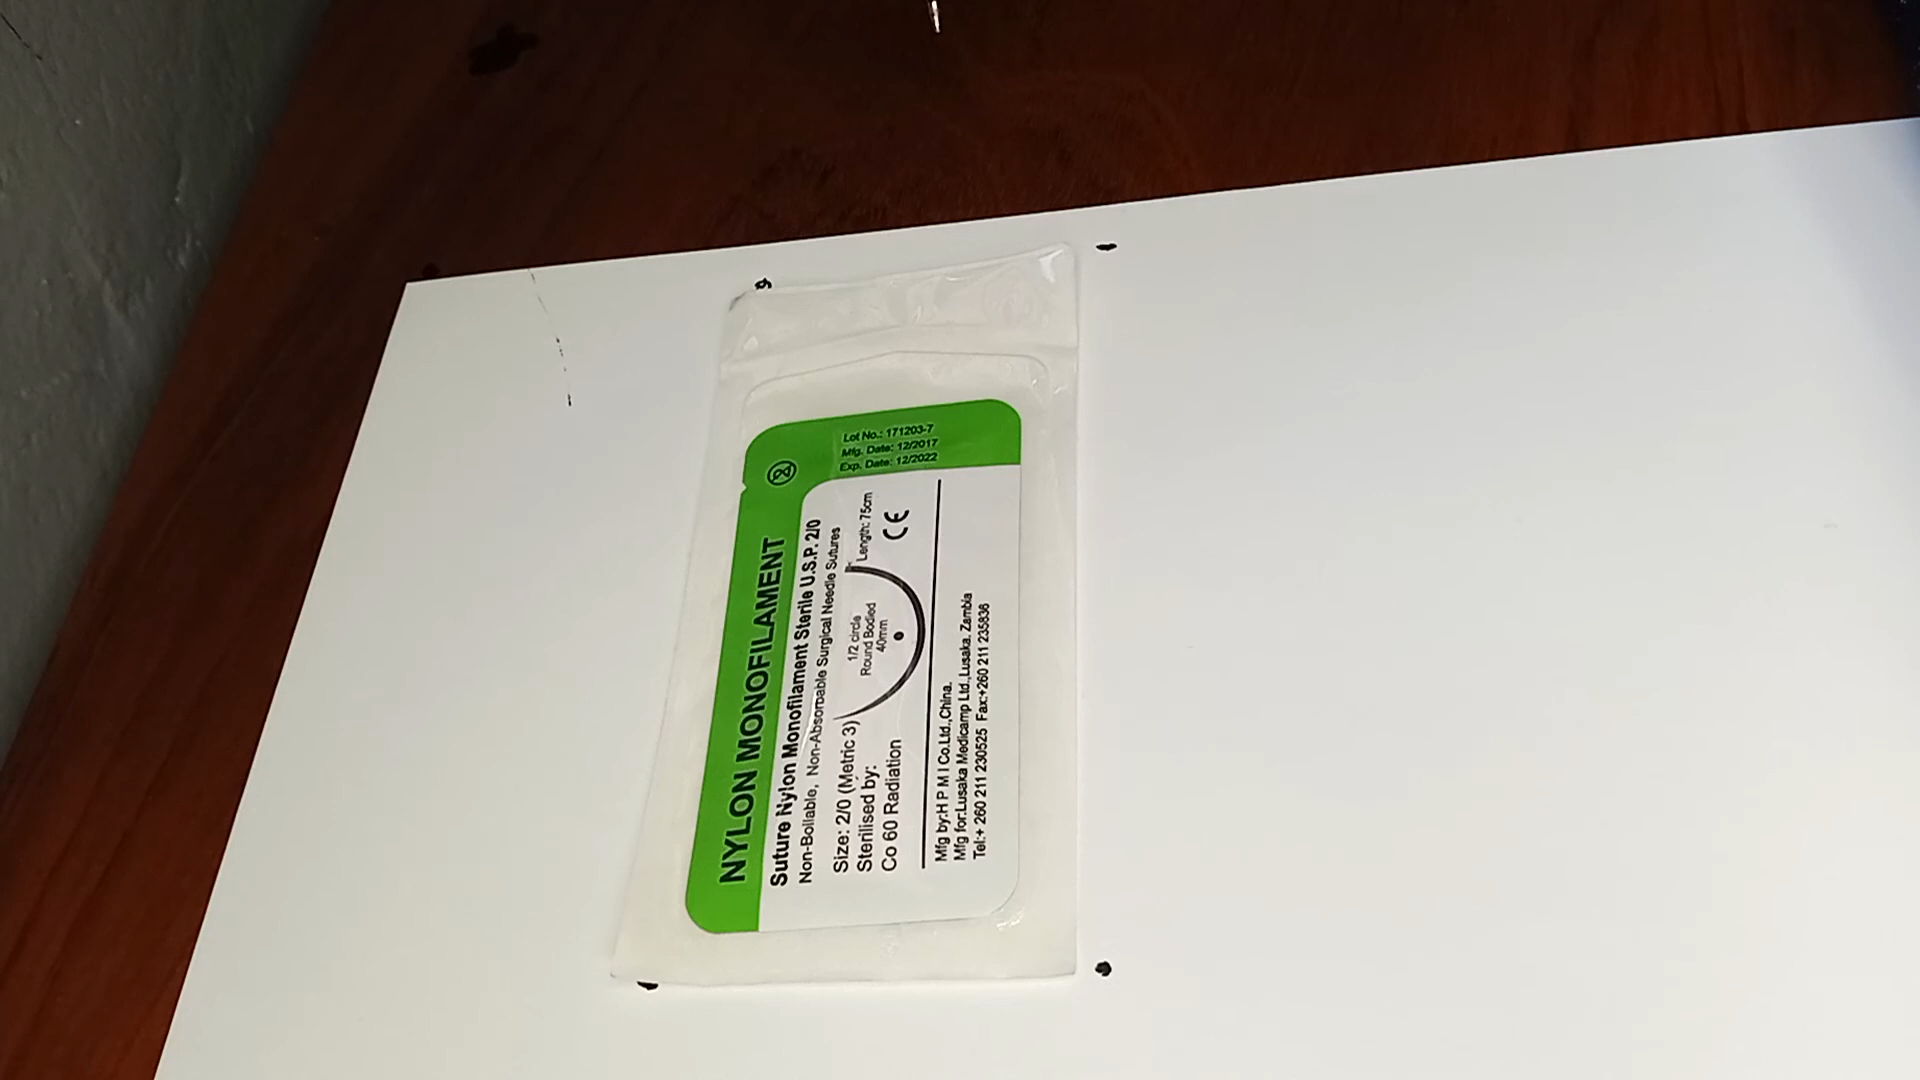 NYLON MONOFILAMENT
Lot No.: 171203-7
Mfg. Date: 12/2017
Exp. Date: 12/2022
Suture Nylon Monofilament Sterile U.S.P. 2/0
Non-Boilable, Non-Absorbable Surgical Needle Sutures
Size: 2/0 (Metric 3)
Sterilised by:
Co 60 Radiation
1/2 circle
Round Bodied
40mm
Length: 75cm
CE
Mfg by:H P M I Co.Ltd.,China.
Mfg for:Lusaka Medicamp Ltd.,Lusaka, Zambia
Tel:+ 260 211 230525 Fax:+260 211 235836